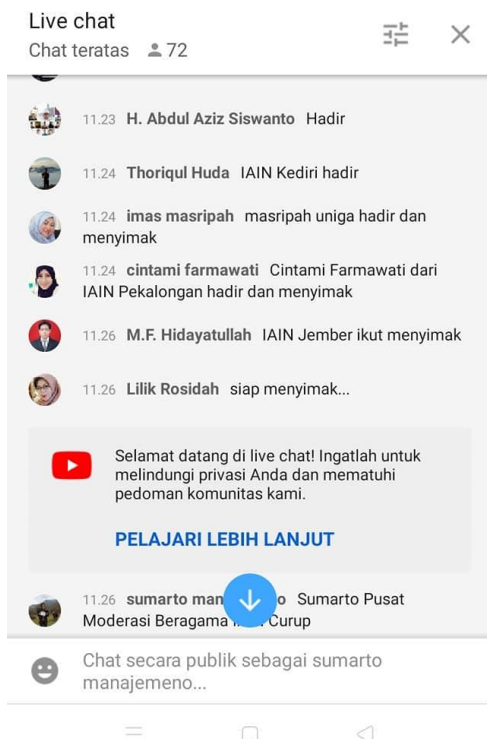 Live chat
Chat teratas 72
11.23 H. Abdul Aziz Siswanto Hadir
11.24 Thoriqul Huda IAIN Kediri hadir
11.24 imas masripah masripah uniga hadir dan
menyimak
11.24 cintami farmawati Cintami Farmawati dari
IAIN Pekalongan hadir dan menyimak
11.26 M.F. Hidayatullah IAIN Jember ikut menyimak
11.26 Lilik Rosidah siap menyimak...
Selamat datang di live chat! Ingatlah untuk
melindungi privasi Anda dan mematuhi
pedoman komunitas kami.
PELAJARI LEBIH LANJUT
11.26 sumarto Sumarto Pusat
Moderasi Beragama Curup
Chat secara publik sebagai sumarto
manajemeno...